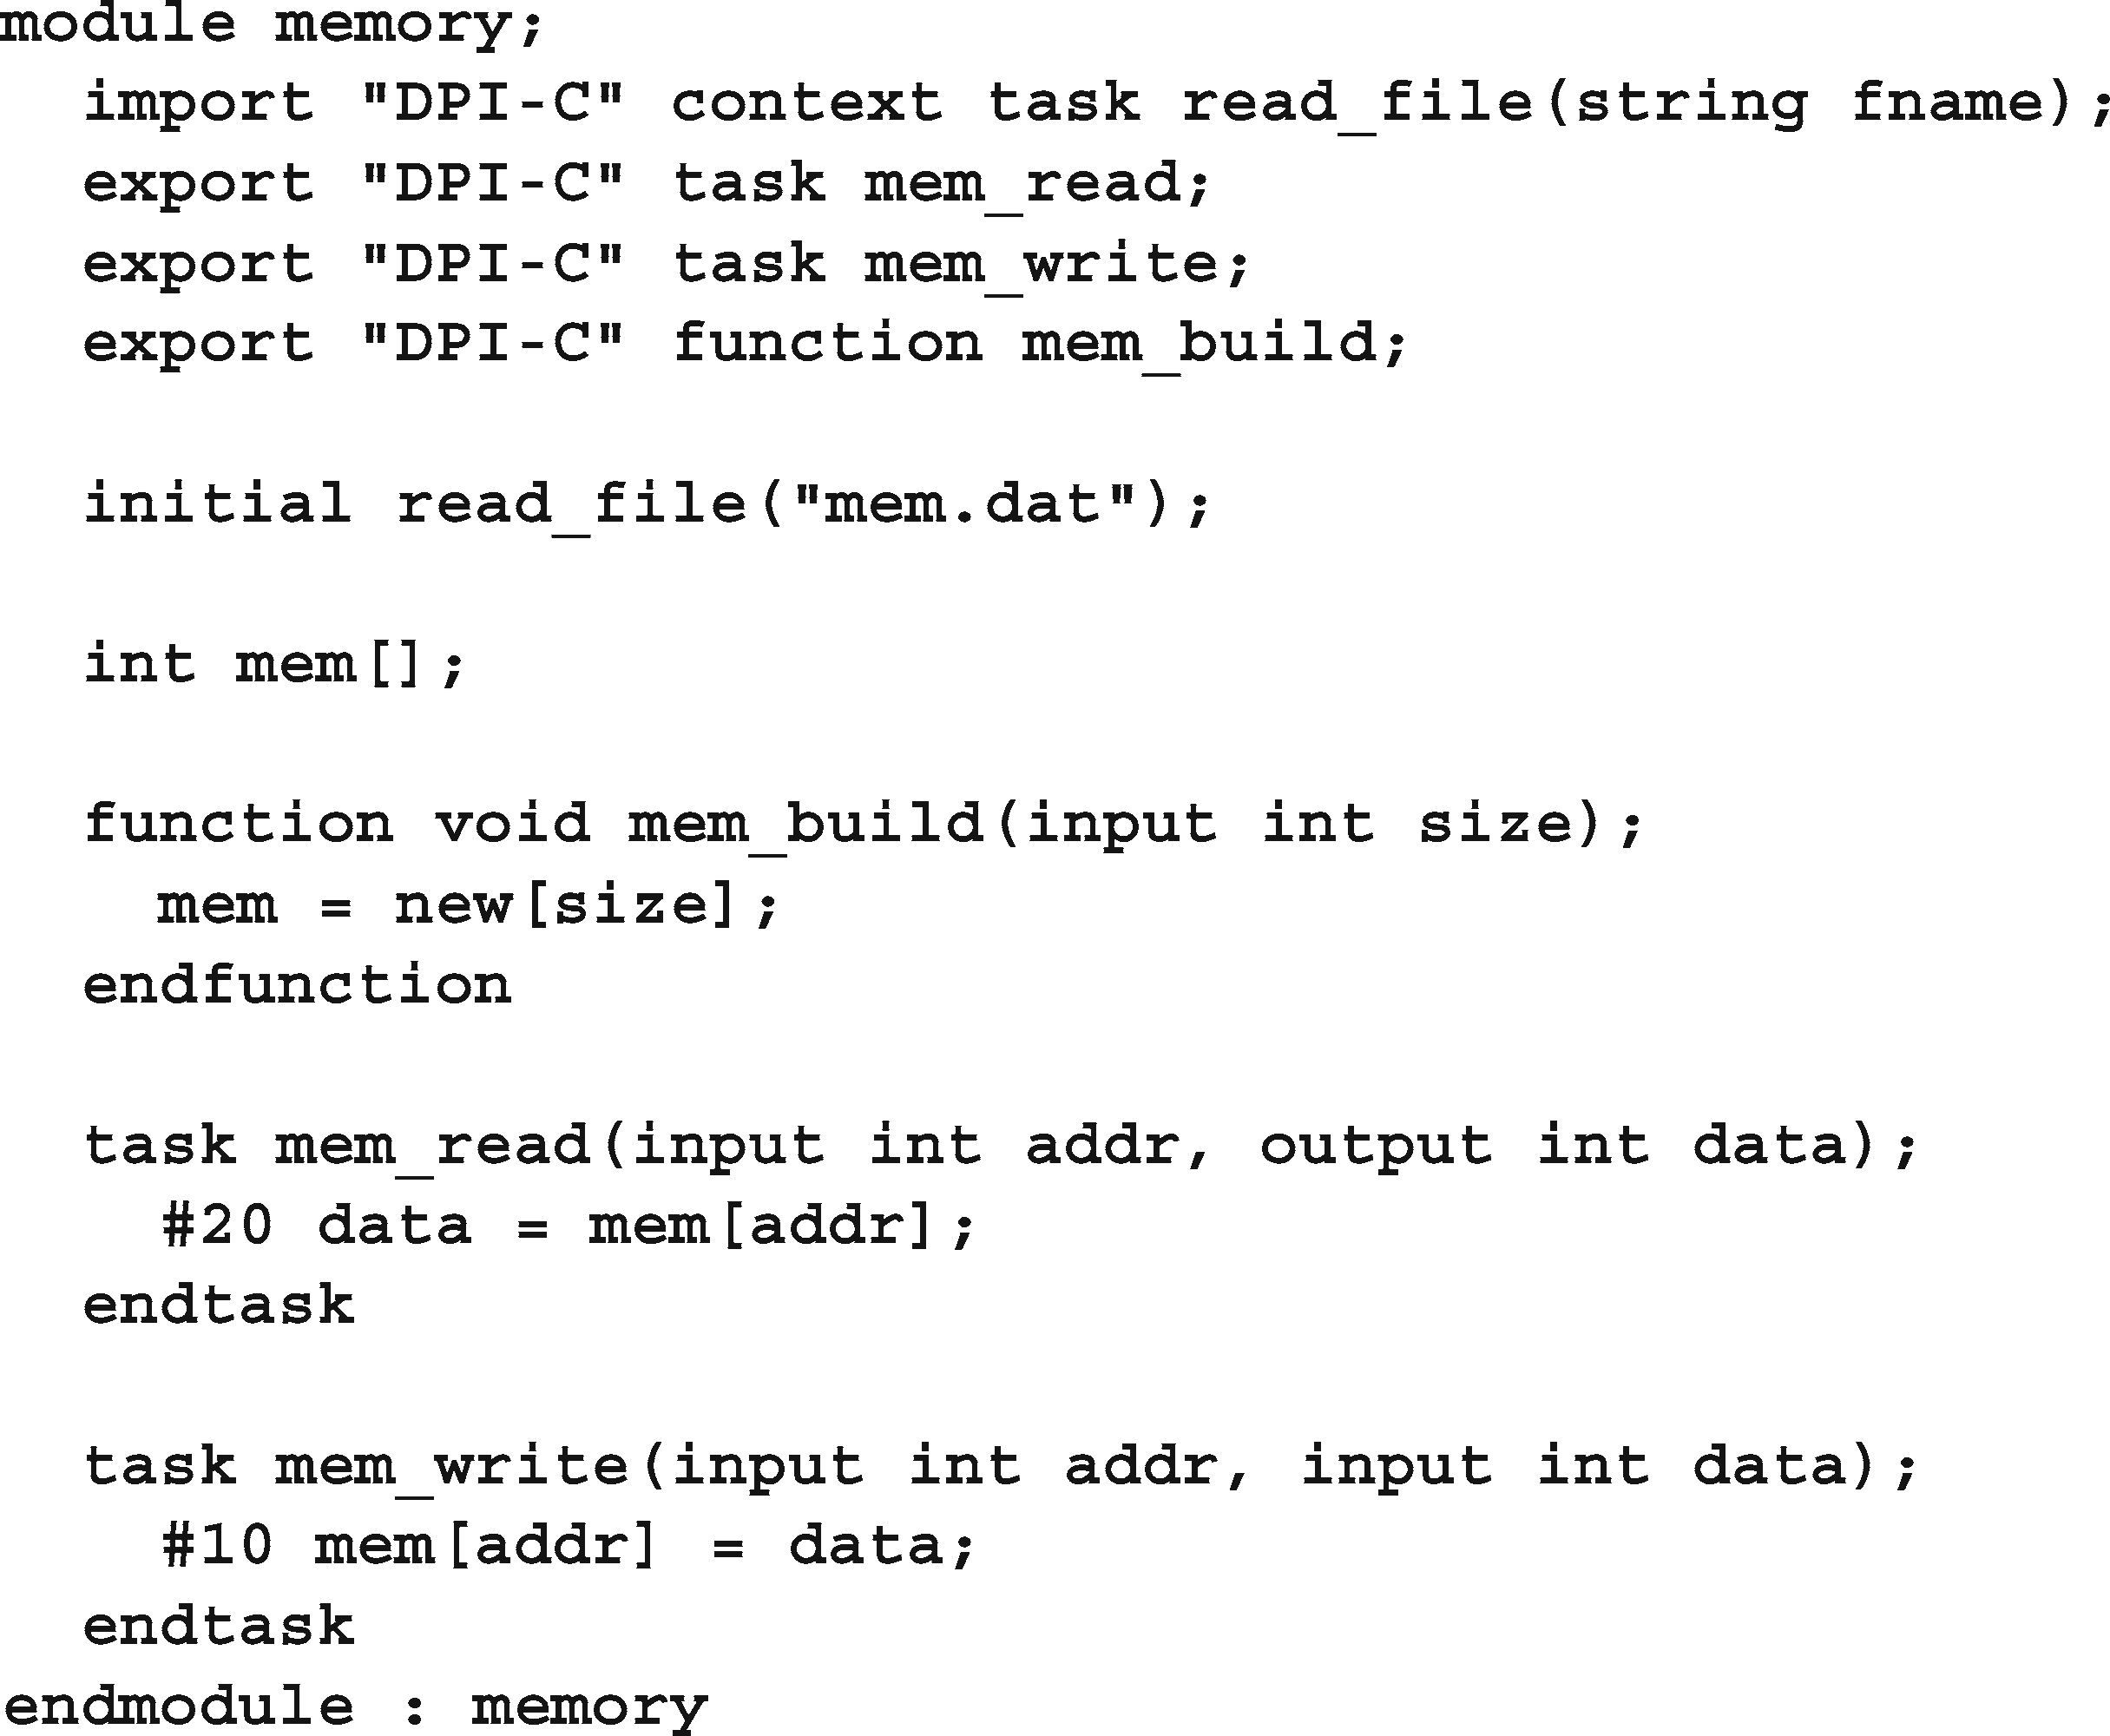 module memory;
import "DPI-C" context task read_file(string fname);
export "DPI-C" task mem_read;
export "DPI-C" task mem_write;
export "DPI-C" function mem_build;
initial read_file("mem.dat");
int mem[];
function void mem_build(input int size);
mem = new[size];
endfunction
task mem_read(input int addr, output int data);
#20 data = mem[addr];
endtask
task mem_write(input int addr, input int data);
#10 mem[addr] = data;
endtask
endmodule : memory